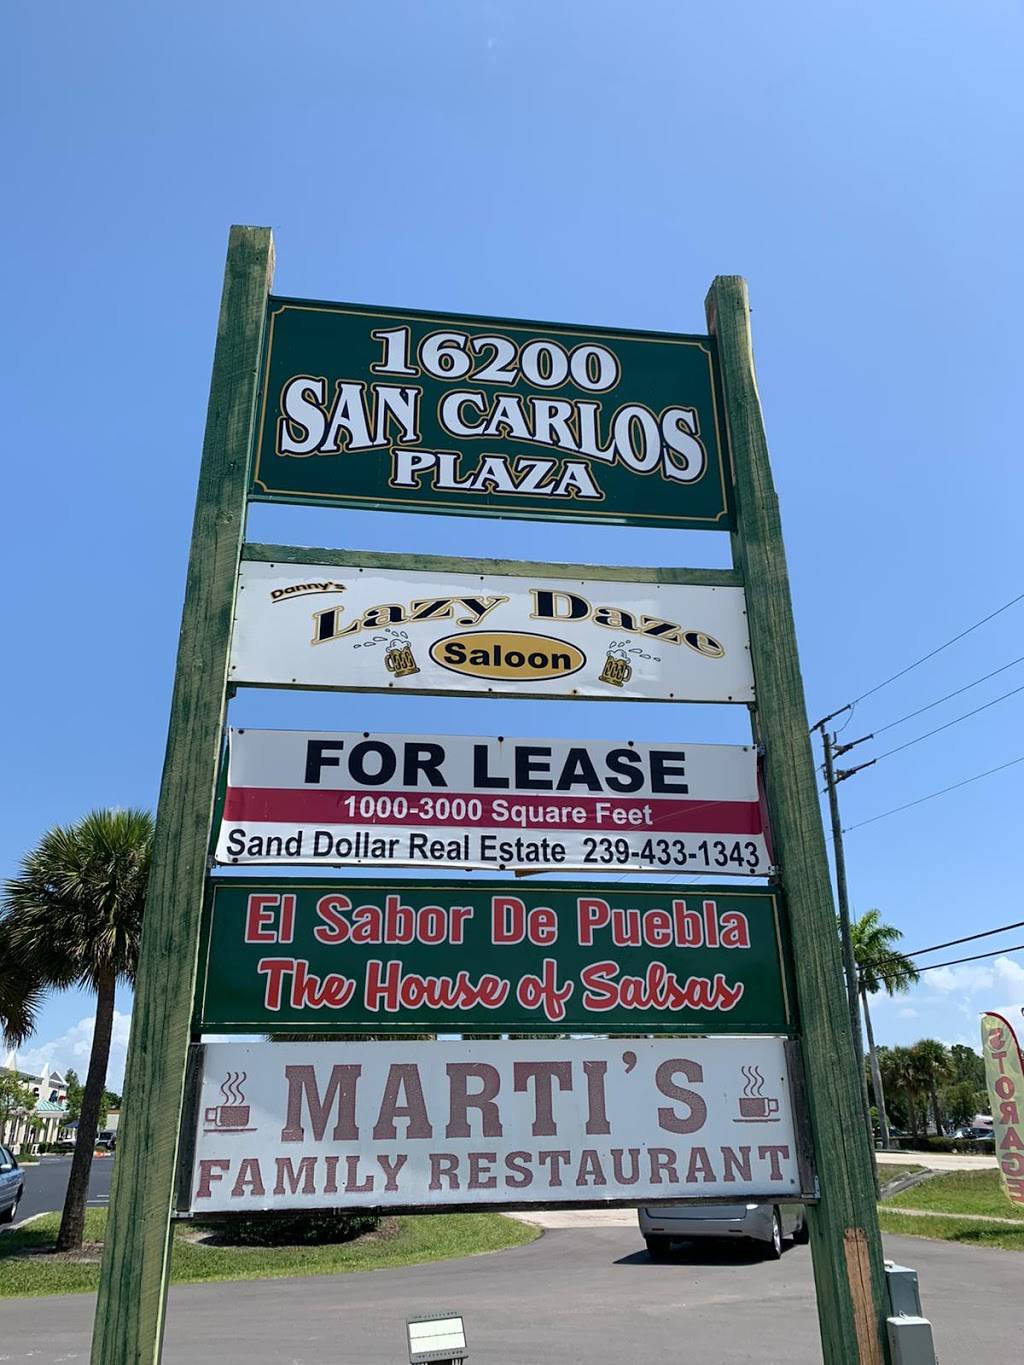 16200
SAN CARLOS
PLAZA
Danny's
Lazy Daze
Saloon
FOR LEASE
1000-3000 Square Feet
Sand Dollar Real Estate 239-433-1343
El Sabor De Puebla
The House of Salsas
MARTI'S
FAMILY RESTAURANT
STORAGE